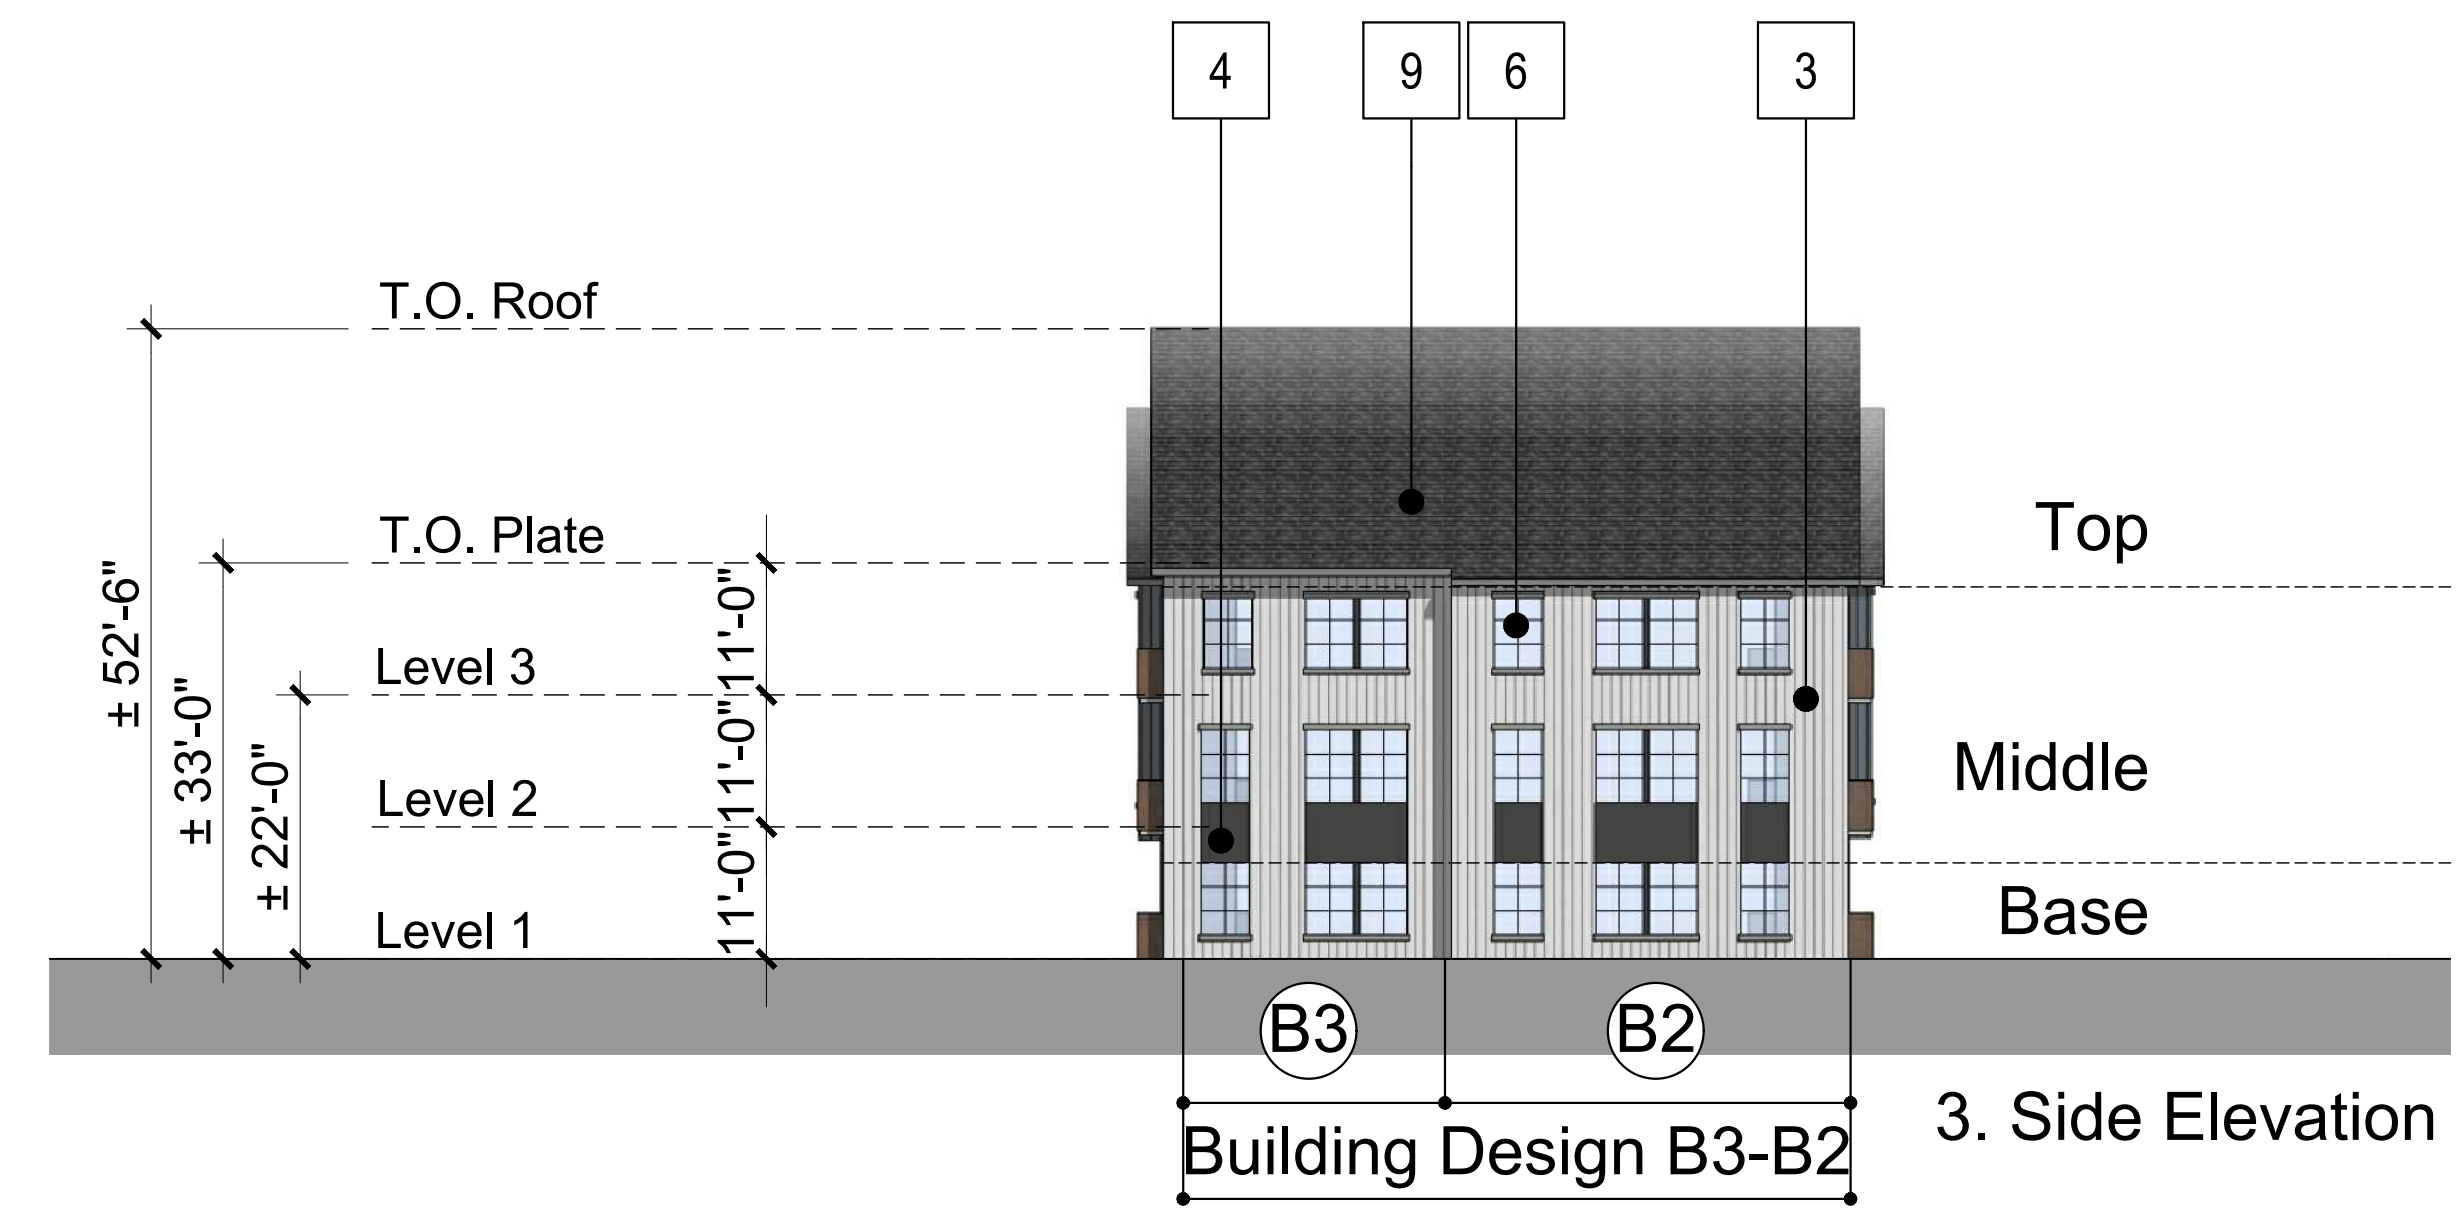 4
9
6
3
T.O. Roof
T.O. Plate
Level 3
Level 2
Level 1
± 52'-6"
± 33'-0"
± 22'-0"
11'-0"
11'-0"
11'-0"
Top
Middle
Base
B3
B2
Building Design B3-B2
3. Side Elevation